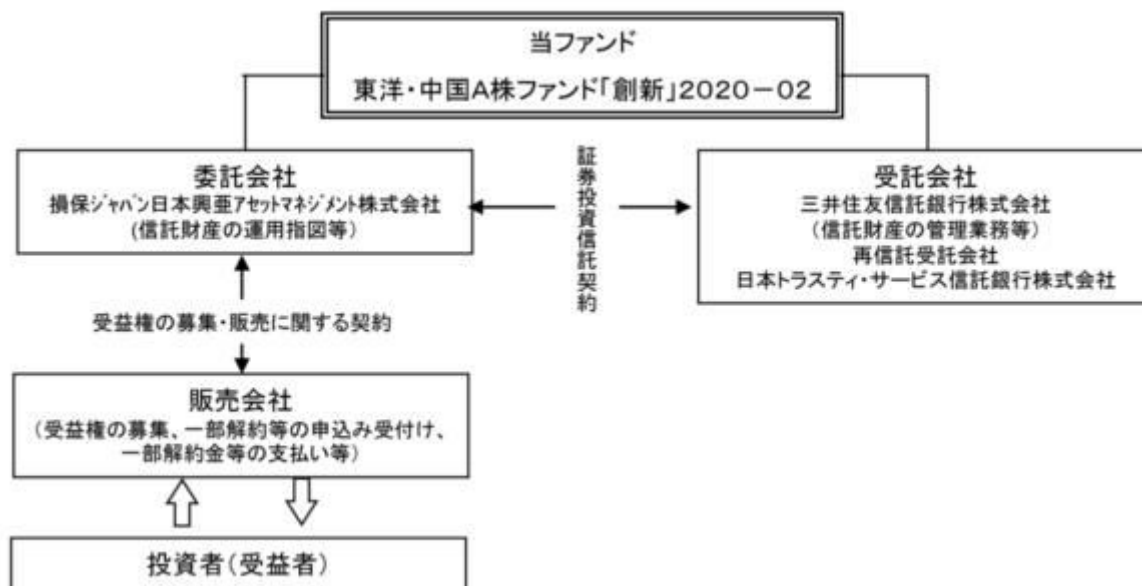 当ファンド
東洋・中国A株ファンド「創新」2020－02
委託会社
損保ｼﾞｬﾊﾟﾝ日本興亜ｱｾｯﾄﾏﾈｼﾞﾒﾝﾄ株式会社
(信託財産の運用指図等)
証券投資信託契約
受託会社
三井住友信託銀行株式会社
(信託財産の管理業務等)
再信託受託会社
日本トラスティ・サービス信託銀行株式会社
受益権の募集・販売に関する契約
販売会社
(受益権の募集、一部解約等の申込み受付け、
一部解約金等の支払い等)
投資者(受益者)